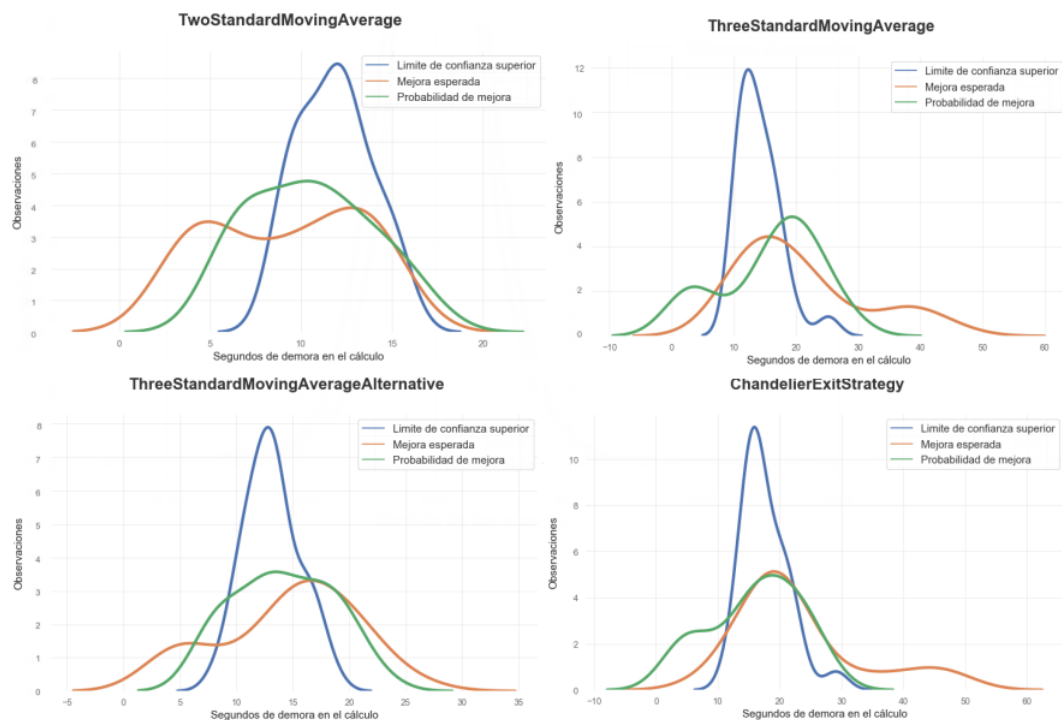 TwoStandardMovingAverage
Limite de confianza superior
Mejora esperada
Probabilidad de mejora
Observaciones
8
7
6
5
4
3
2
1
0
0 5 10 15 20
Segundos de demora en el cálculo
ThreeStandardMovingAverage
Limite de confianza superior
Mejora esperada
Probabilidad de mejora
Observaciones
12
10
8
6
4
2
0
−10 0 10 20 30 40 50 60
Segundos de demora en el cálculo
ThreeStandardMovingAverageAlternative
Limite de confianza superior
Mejora esperada
Probabilidad de mejora
Observaciones
8
7
6
5
4
3
2
1
0
−5 0 5 10 15 20 25 30 35
Segundos de demora en el cálculo
ChandelierExitStrategy
Limite de confianza superior
Mejora esperada
Probabilidad de mejora
Observaciones
10
8
6
4
2
0
−10 0 10 20 30 40 50 60
Segundos de demora en el cálculo